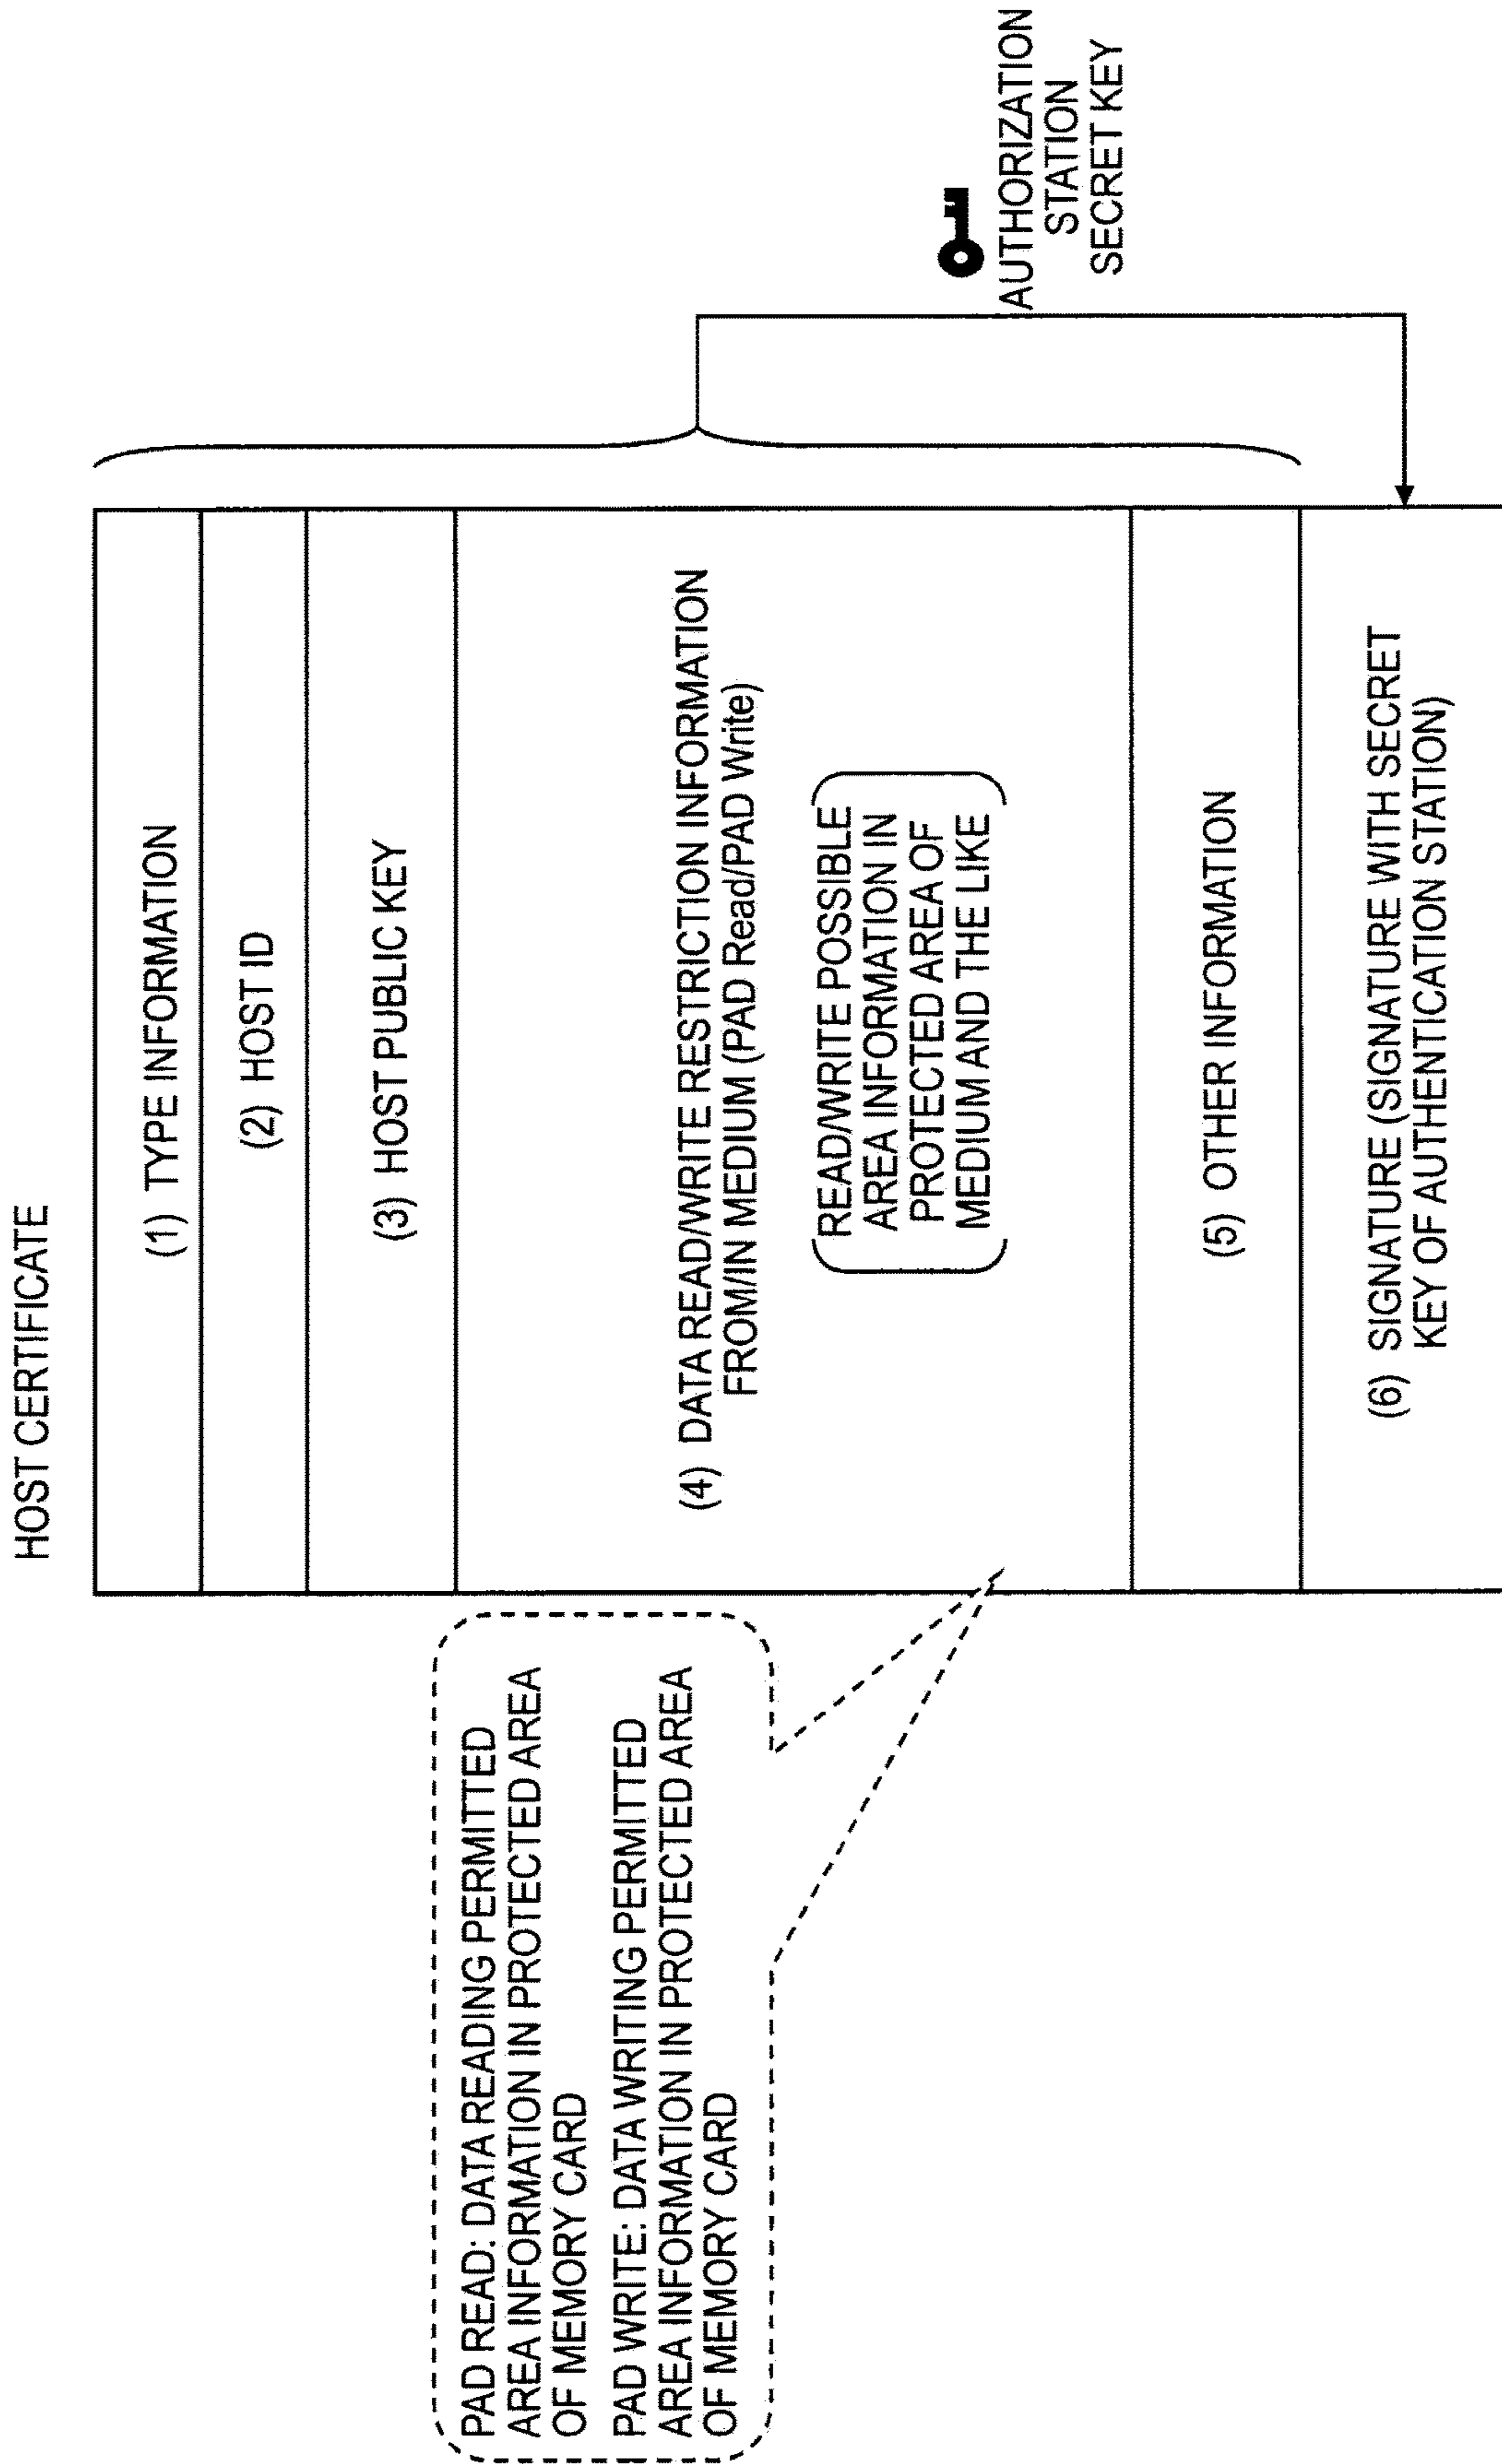 HOST CERTIFICATE
(1) TYPE INFORMATION
(2) HOST ID
(3) HOST PUBLIC KEY
(4) DATA READ/WRITE RESTRICTION INFORMATION
FROM/IN MEDIUM (PAD Read/PAD Write)
READ/WRITE POSSIBLE
AREA INFORMATION IN
PROTECTED AREA OF
MEDIUM AND THE LIKE
(5) OTHER INFORMATION
(6) SIGNATURE (SIGNATURE WITH SECRET
KEY OF AUTHENTICATION STATION)
PAD READ: DATA READING PERMITTED
AREA INFORMATION IN PROTECTED AREA
OF MEMORY CARD
PAD WRITE: DATA WRITING PERMITTED
AREA INFORMATION IN PROTECTED AREA
OF MEMORY CARD
AUTHORIZATION
STATION
SECRET KEY